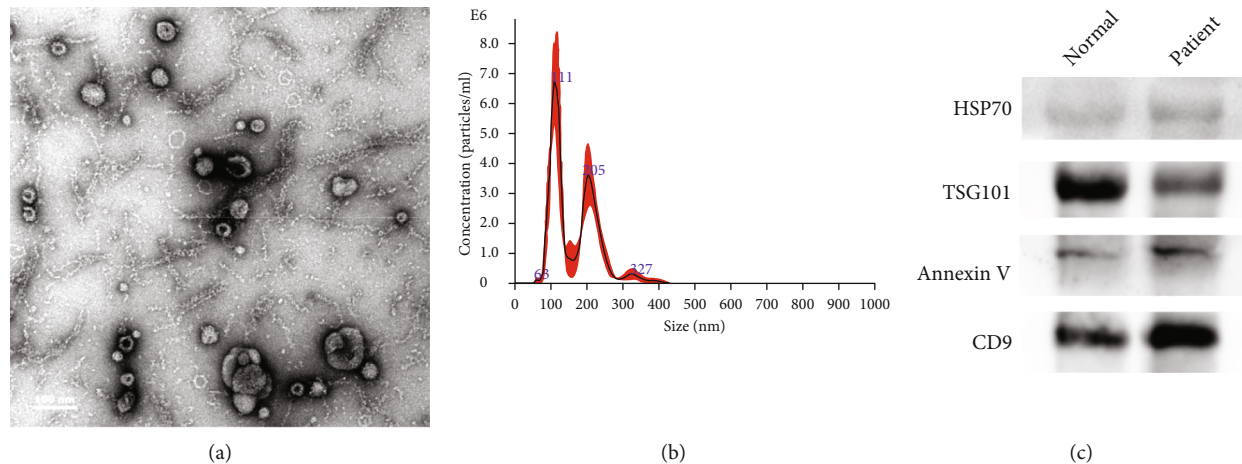 E6
8.0
7.0
6.0
5.0
4.0
3.0
2.0
1.0
0
Concentration (particles/ml)
111
205
63
327
0 100 200 300 400 500 600 700 800 900 1000
Size (nm)
Normal Patient
HSP70
TSG101
Annexin V
CD9
(a) (b) (c)